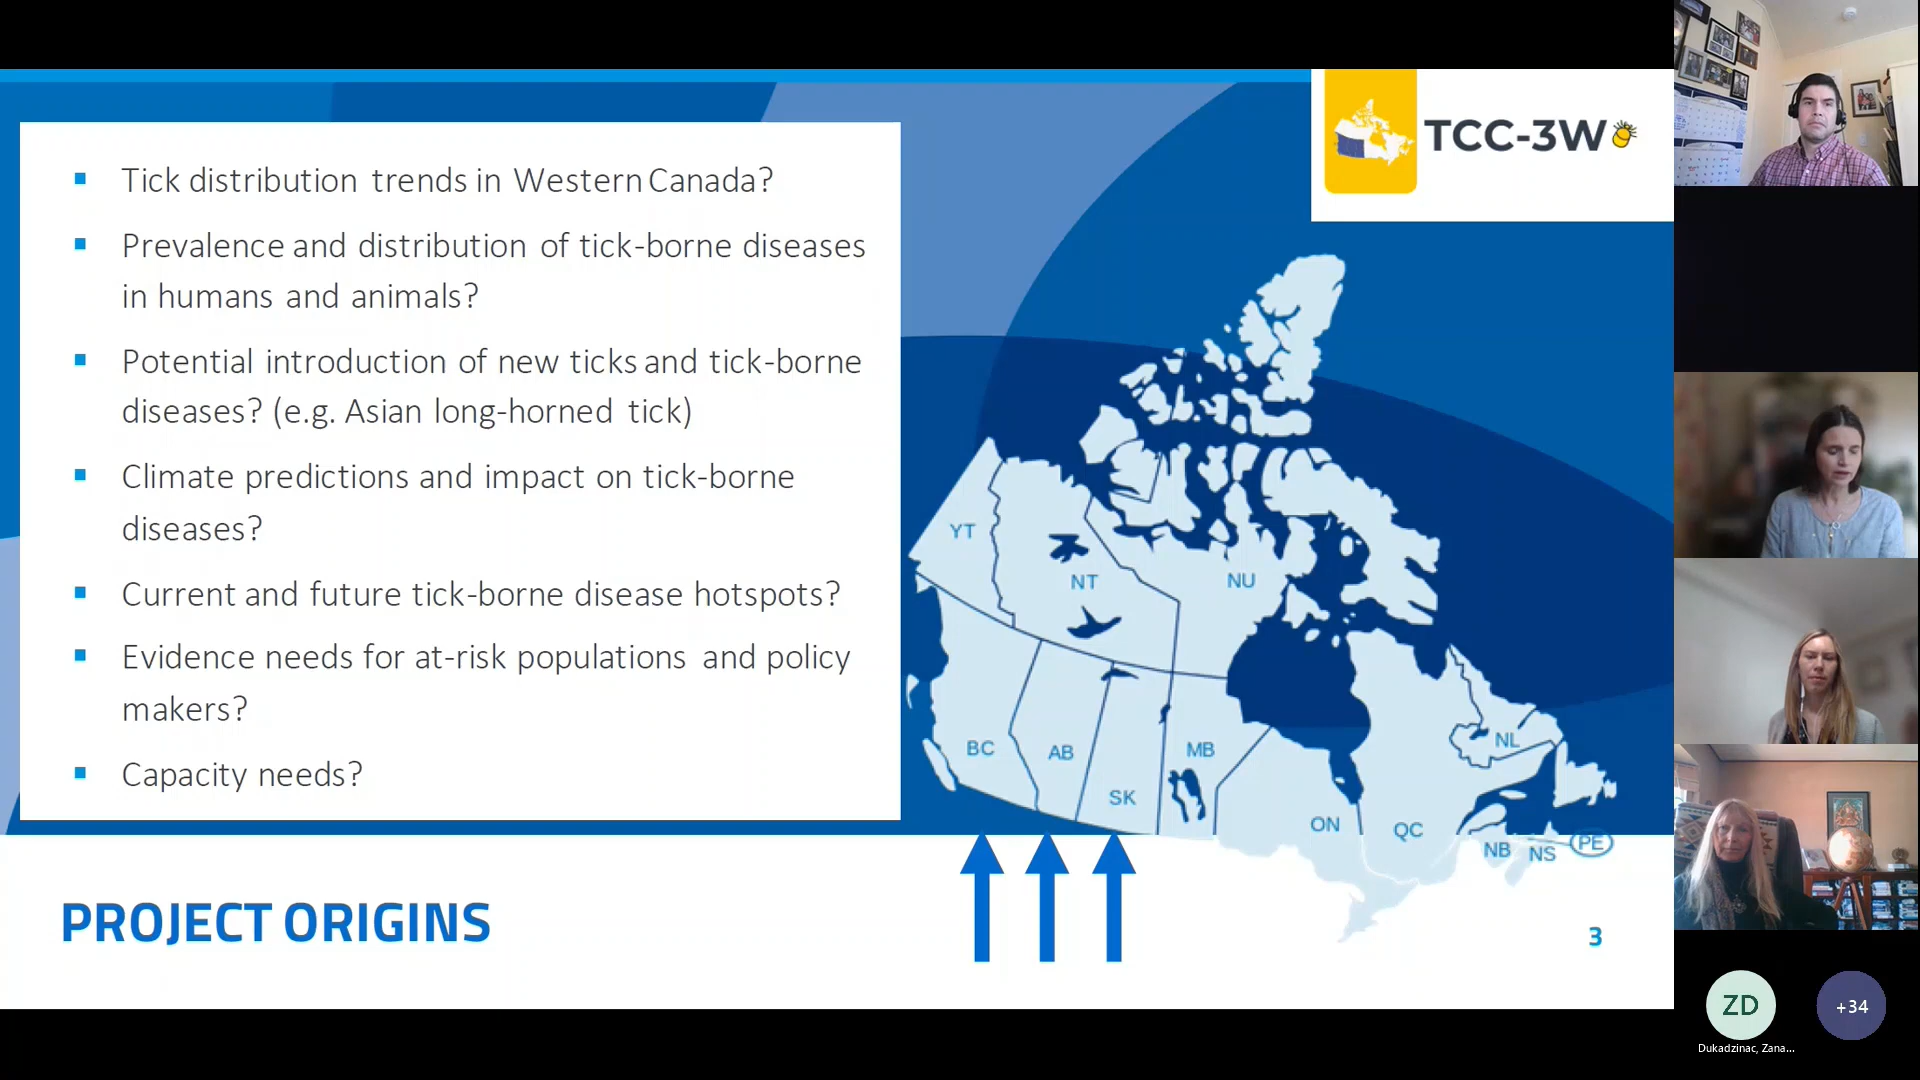 TCC-3W
Tick distribution trends in Western Canada?
Prevalence and distribution of tick-borne diseases
in humans and animals?
Potential introduction of new ticks and tick-borne
diseases? (e.g. Asian long-horned tick)
Climate predictions and impact on tick-borne
diseases?
Current and future tick-borne disease hotspots?
Evidence needs for at-risk populations and policy
makers?
Capacity needs?
YT
NT
NU
BC
AB
SK
MB
ON
QC
NL
NB
NS
PE
PROJECT ORIGINS
3
ZD
+34
Dukadzinac, Zana...